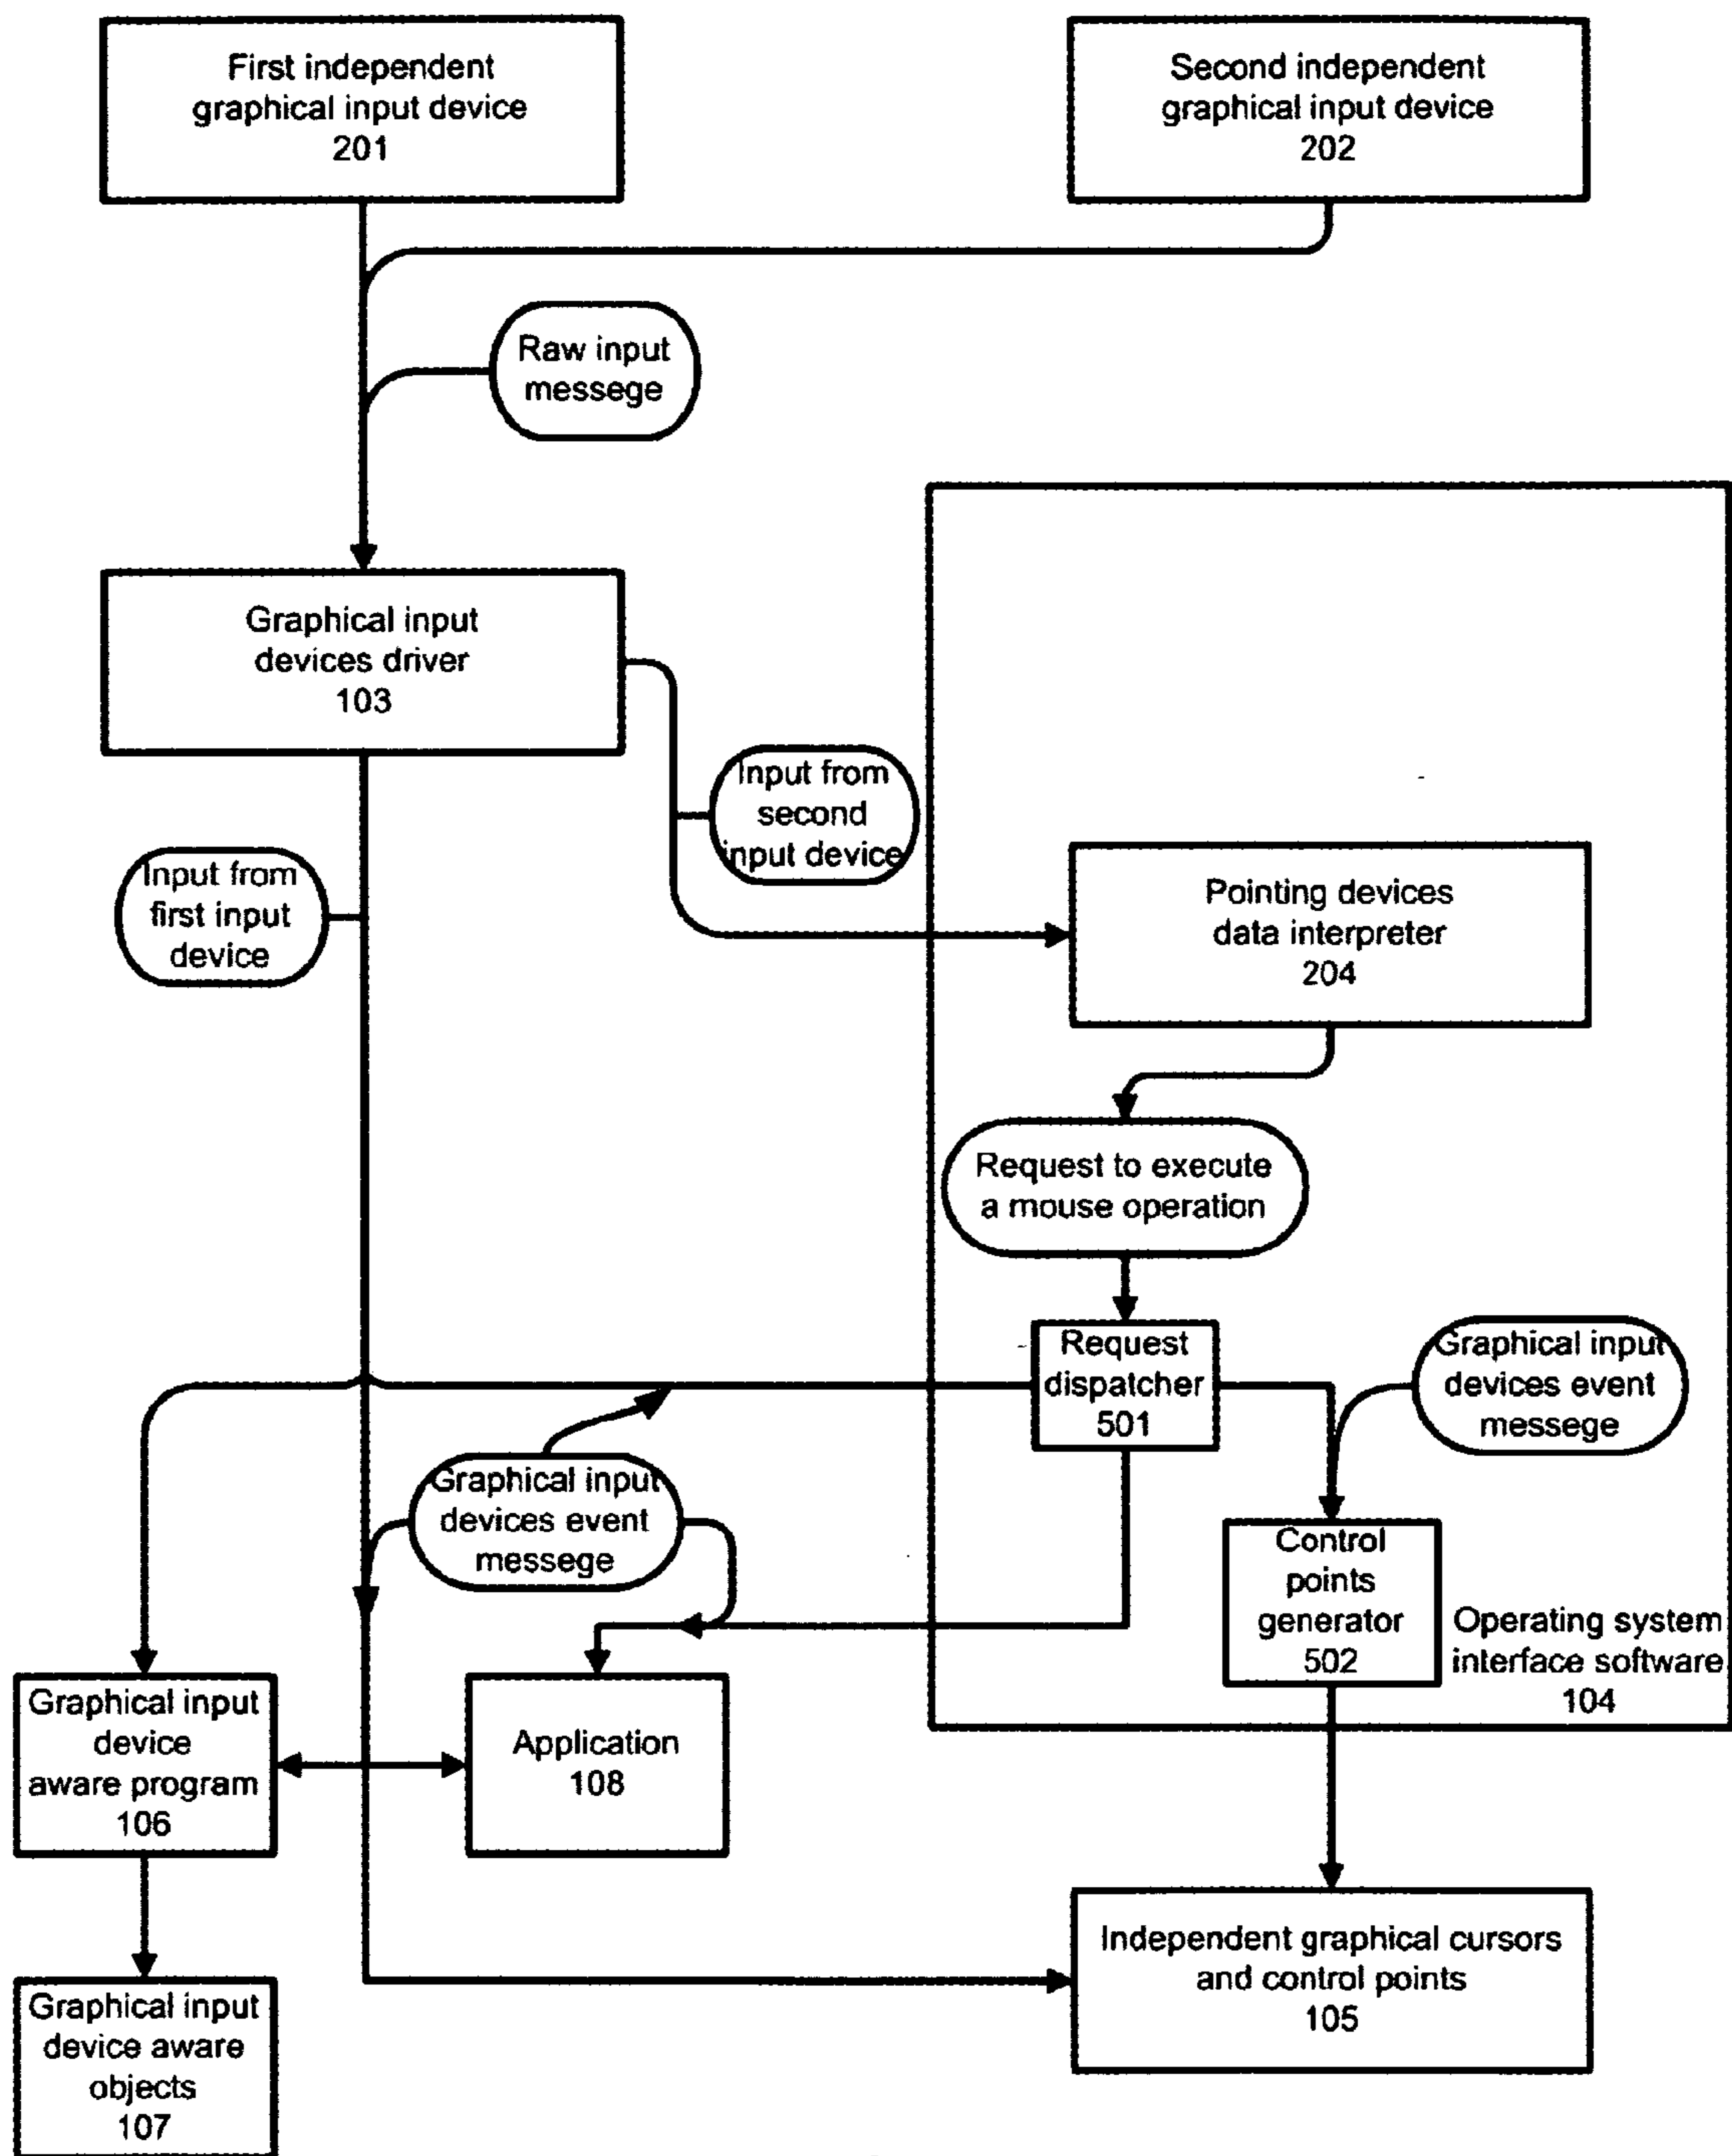 First independent
graphical input device
201
Second independent
graphical input device
202
Raw input
messege
Graphical input
devices driver
103
Input from
second
input device
Input from
first input
device
Pointing devices
data interpreter
204
Request to execute
a mouse operation
Request
dispatcher
501
Graphical input
devices event
messege
Graphical input
devices event
messege
Control
points
generator
502
Operating system
interface software
104
Graphical input
device
aware program
106
Application
108
Independent graphical cursors
and control points
105
Graphical input
device aware
objects
107